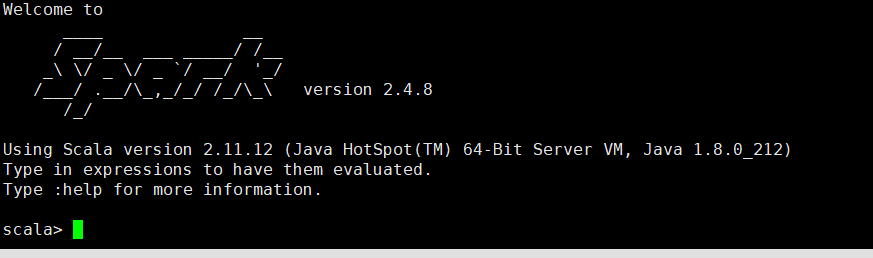 Welcome to
      ____              __
     / __/__  ___ _____/ /__
    _\ \/ _ \/ _ `/ __/  '_/
   /___/ .__/\_,_/_/ /_/\_\   version 2.4.8
      /_/
Using Scala version 2.11.12 (Java HotSpot(TM) 64-Bit Server VM, Java 1.8.0_212)
Type in expressions to have them evaluated.
Type :help for more information.
scala>